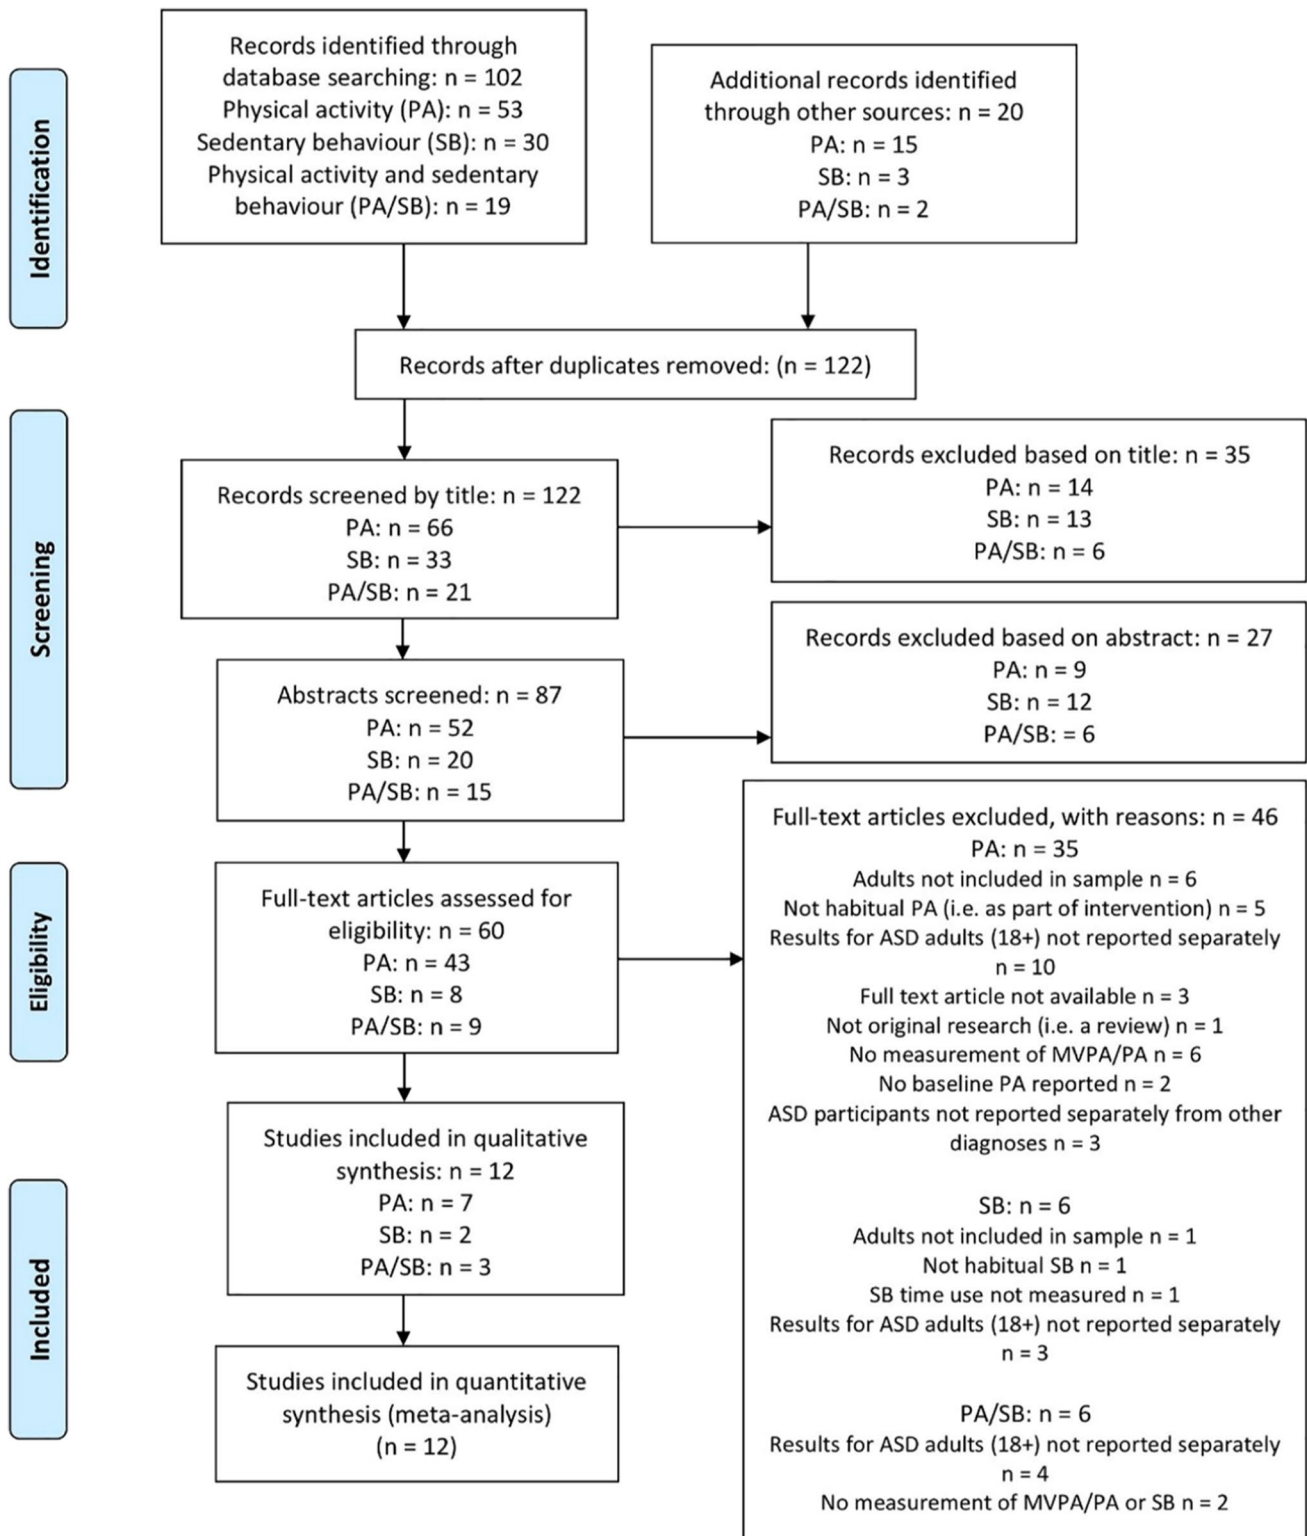 Identification
Records identified through
database searching: n = 102
Physical activity (PA): n = 53
Sedentary behaviour (SB): n = 30
Physical activity and sedentary
behaviour (PA/SB): n = 19
Additional records identified
through other sources: n = 20
PA: n = 15
SB: n = 3
PA/SB: n = 2
Records after duplicates removed: (n = 122)
Screening
Records screened by title: n = 122
PA: n = 66
SB: n = 33
PA/SB: n = 21
Records excluded based on title: n = 35
PA: n = 14
SB: n = 13
PA/SB: n = 6
Abstracts screened: n = 87
PA: n = 52
SB: n = 20
PA/SB: n = 15
Records excluded based on abstract: n = 27
PA: n = 9
SB: n = 12
PA/SB: = 6
Eligibility
Full-text articles assessed for
eligibility: n = 60
PA: n = 43
SB: n = 8
PA/SB: n = 9
Full-text articles excluded, with reasons: n = 46
PA: n = 35
Adults not included in sample n = 6
Not habitual PA (i.e. as part of intervention) n = 5
Results for ASD adults (18+) not reported separately
n = 10
Full text article not available n = 3
Not original research (i.e. a review) n = 1
No measurement of MVPA/PA n = 6
No baseline PA reported n = 2
ASD participants not reported separately from other
diagnoses n = 3
SB: n = 6
Adults not included in sample n = 1
Not habitual SB n = 1
SB time use not measured n = 1
Results for ASD adults (18+) not reported separately
n = 3
PA/SB: n = 6
Results for ASD adults (18+) not reported separately
n = 4
No measurement of MVPA/PA or SB n = 2
Included
Studies included in qualitative
synthesis: n = 12
PA: n = 7
SB: n = 2
PA/SB: n = 3
Studies included in quantitative
synthesis (meta-analysis)
(n = 12)